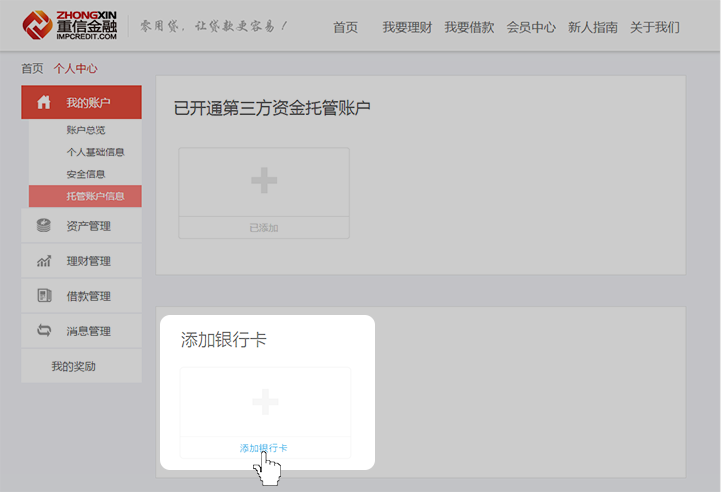 ZHONGXIN
重信金融
IMPCREDIT.COM
零用贷，让贷款更容易！
首页 我要理财 我要借款 会员中心 新人指南 关于我们
首页 个人中心
我的账户
账户总览
个人基础信息
安全信息
托管账户信息
资产管理
理财管理
借款管理
消息管理
我的奖励
已开通第三方资金托管账户
已添加
添加银行卡
添加银行卡